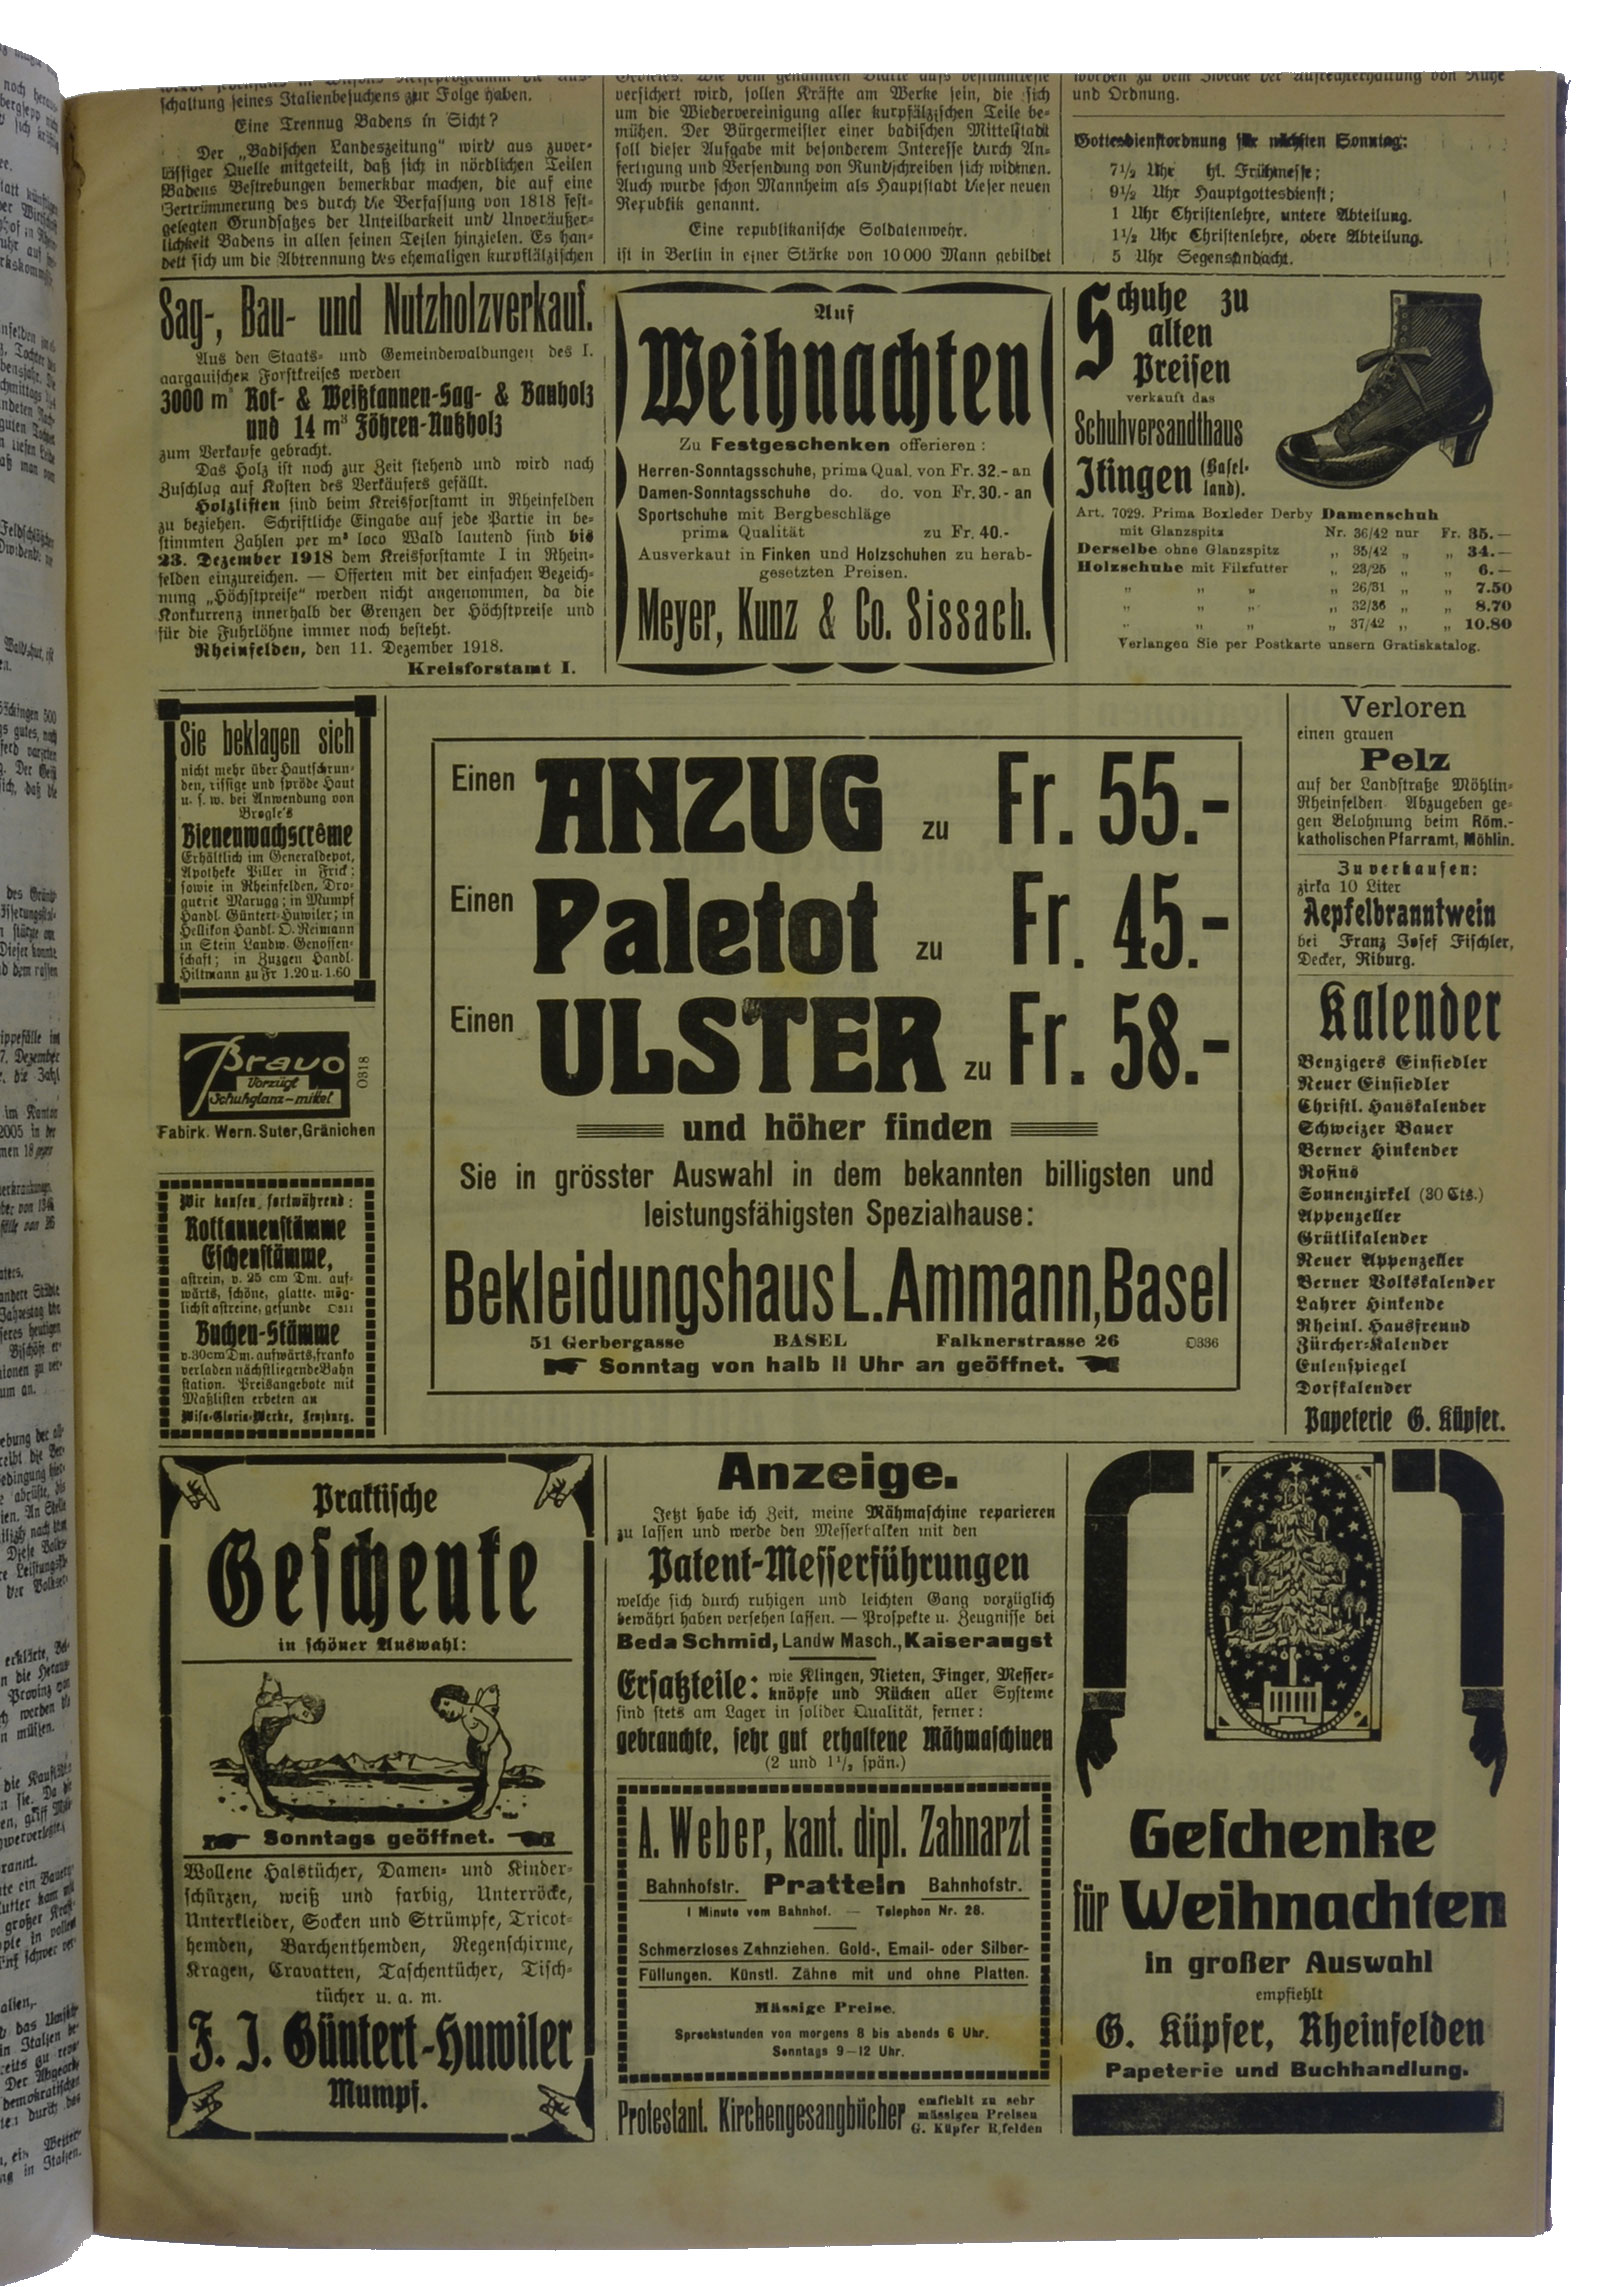 schaltung seines Italienbesuchens zur Folge haben.
Eine Trennug Badens in Sicht?
Der „Badischen Landeszeitung“ wird aus zuver-
lässiger Quelle mitgeteilt, daß sich in nördlichen Teilen
Badens Bestrebungen bemerkbar machen, die auf eine
Zertrümmerung des durch die Verfassung von 1818 fest-
gelegten Grundsatzes der Unteilbarkeit und Unveräußer-
lichkeit Badens in allen seinen Teilen hinzielen. Es han-
delt sich um die Abtrennung des ehemaligen kurpfälzischen
Gebietes. Wie dem genannten Blatte aufs bestimmteste
versichert wird, sollen Kräfte am Werke sein, die sich
um die Wiedervereinigung aller kurpfälzischen Teile be-
mühen. Der Bürgermeister einer badischen Mittelstadt
soll dieser Aufgabe mit besonderem Interesse durch An-
fertigung und Versendung von Rundschreiben sich widmen.
Auch wurde schon Mannheim als Hauptstadt dieser neuen
Republik genannt.
Eine republikanische Soldatenwehr.
ist in Berlin in einer Stärke von 10 000 Mann gebildet
worden zu dem Zwecke der Aufrechterhaltung von Ruhe
und Ordnung.
Gottesdienstordnung für nächsten Sonntag:
7½ Uhr hl. Frühmesse;
9½ Uhr Hauptgottesdienst;
1 Uhr Christenlehre, untere Abteilung.
1½ Uhr Christenlehre, obere Abteilung.
5 Uhr Segensandacht.
Sag-, Bau- und Nutzholzverkauf.
Aus den Staats- und Gemeindewaldungen des I.
aargauischen Forstkreises werden
3000 m³ Rot- & Weißtannen-Sag- & Bauholz
und 14 m³ Föhren-Nutzholz
zum Verkaufe gebracht.
Das Holz ist noch zur Zeit stehend und wird nach
Zuschlag auf Kosten des Verkäufers gefällt.
Holzlisten sind beim Kreisforstamt in Rheinfelden
zu beziehen. Schriftliche Eingabe auf jede Partie in be-
stimmten Zahlen per m³ loco Wald lautend sind bis
23. Dezember 1918 dem Kreisforstamte I in Rhein-
felden einzureichen. — Offerten mit der einfachen Bezeich-
nung „Höchstpreise“ werden nicht angenommen, da die
Konkurrenz innerhalb der Grenzen der Höchstpreise und
für die Fuhrlöhne immer noch besteht.
Rheinfelden, den 11. Dezember 1918.
Kreisforstamt I.
Auf
Weihnachten
Zu Festgeschenken offerieren:
Herren-Sonntagsschuhe, prima Qual. von Fr. 32.- an
Damen-Sonntagsschuhe do. do. von Fr. 30.- an
Sportschuhe mit Bergbeschläge
prima Qualität zu Fr. 40.-
Ausverkaut in Finken und Holzschuhen zu herab-
gesetzten Preisen.
Meyer, Kunz & Co. Sissach.
Schuhe zu
alten
Preisen
verkauft das
Schuhversandthaus
Itingen (Basel-
land).
Art. 7029. Prima Boxleder Derby Damenschuh
mit Glanzspitz Nr. 36/42 nur Fr. 35.—
Derselbe ohne Glanzspitz „ 35/42 „ „ 34.—
Holzschuhe mit Filzfutter „ 23/25 „ „ 6.—
„ „ „ „ 26/31 „ „ 7.50
„ „ „ „ 32/36 „ „ 8.70
„ „ „ „ 37/42 „ „ 10.80
Verlangen Sie per Postkarte unsern Gratiskatalog.
Sie beklagen sich
nicht mehr über Hautschrun-
den, rissige und spröde Haut
u. s. w. bei Anwendung von
Brogle's
Bienenwachscrême
Erhältlich im Generaldepot,
Apotheke Piller in Frick;
sowie in Rheinfelden, Dro-
guerie Marugg; in Mumpf
Handl. Güntert-Huwiler; in
Hellikon Handl. O. Reimann
in Stein Landw. Genossen-
schaft; in Zuzgen Handl.
Hiltmann zu Fr 1.20 u. 1.60
Bravo
Vorzügl
Schuhglanz-mittel
O318
Fabirk. Wern. Suter, Gränichen
Wir kaufen fortwährend:
Rottannenstämme
Eschenstämme,
astrein, v. 25 cm Dm. auf-
wärts, schöne, glatte. mög-
lichst astreine, gesunde O311
Buchen-Stämme
v. 30cm Dm. aufwärts, franko
verladen nächstliegende Bahn
station. Preisangebote mit
Maßlisten erbeten an
Wisa-Gloria-Werke, Lenzburg.
Einen ANZUG zu Fr. 55.-
Einen Paletot zu Fr. 45.-
Einen ULSTER zu Fr. 58.-
und höher finden
Sie in grösster Auswahl in dem bekannten billigsten und
leistungsfähigsten Spezialhause:
Bekleidungshaus L. Ammann, Basel
51 Gerbergasse BASEL Falknerstrasse 26 O336
Sonntag von halb II Uhr an geöffnet.
Verloren
einen grauen
Pelz
auf der Landstraße Möhlin-
Rheinfelden. Abzugeben ge-
gen Belohnung beim Röm.-
katholischen Pfarramt, Möhlin.
Zu verkaufen:
zirka 10 Liter
Aepfelbranntwein
bei Franz Josef Fischler,
Decker, Riburg.
Kalender
Benzigers Einsiedler
Neuer Einsiedler
Christl. Hauskalender
Schweizer Bauer
Berner Hinkender
Rosius
Sonnenzirkel (30 Cts.)
Appenzeller
Grütlikalender
Neuer Appenzeller
Berner Volkskalender
Lahrer Hinkende
Rheinl. Hausfreund
Zürcher-Kalender
Eulenspiegel
Dorfkalender
Papeterie G. Küpfer.
Praktische
Geschenke
in schöner Auswahl:
Sonntags geöffnet.
Wollene Halstücher, Damen- und Kinder-
schürzen, weiß und farbig, Unterröcke,
Unterkleider, Socken und Strümpfe, Tricot-
hemden, Barchenthemden, Regenschirme,
Kragen, Cravatten, Taschentücher, Tisch-
tücher u. a. m.
F. J. Güntert-Huwiler
Mumpf.
Anzeige.
Jetzt habe ich Zeit, meine Mähmaschine reparieren
zu lassen und werde den Messerbalken mit den
Patent-Messerführungen
welche sich durch ruhigen und leichten Gang vorzüglich
bewährt haben versehen lassen. — Prospekte u. Zeugnisse bei
Beda Schmid, Landw Masch., Kaiseraugst
Ersatzteile: wie Klingen, Nieten, Finger, Messer-
knöpfe und Rücken aller Systeme
sind stets am Lager in solider Qualität, ferner:
gebrauchte, sehr gut erhaltene Mähmaschinen
(2 und 1½ spän.)
A. Weber, kant. dipl. Zahnarzt
Bahnhofstr. Pratteln Bahnhofstr.
1 Minute vom Bahnhof. — Telephon Nr. 28.
Schmerzloses Zahnziehen. Gold-, Email- oder Silber-
Füllungen. Künstl. Zähne mit und ohne Platten.
Mässige Preise.
Sprechstunden von morgens 8 bis abends 6 Uhr.
Sonntags 9—12 Uhr.
Protestant. Kirchengesangbücher emfiehlt zu sehr
mässigen Preisen
G. Küpfer R,felden
Geschenke
für Weihnachten
in großer Auswahl
empfiehlt
G. Küpfer, Rheinfelden
Papeterie und Buchhandlung.